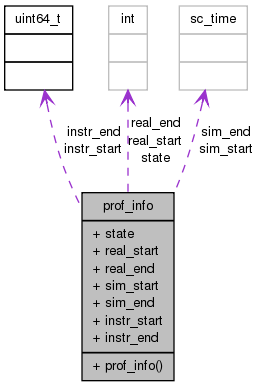 uint64_t
int
sc_time
instr_end
instr_start
real_end
real_start
state
sim_end
sim_start
prof_info
+ state
+ real_start
+ real_end
+ sim_start
+ sim_end
+ instr_start
+ instr_end
+ prof_info()